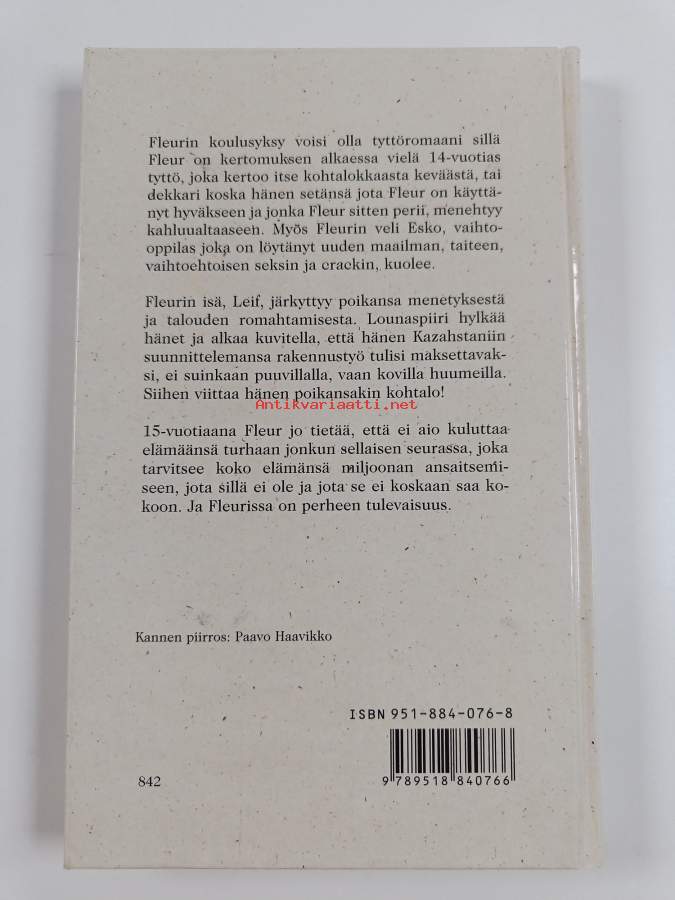 Fleurin koulusyksy voisi olla tyttöromaani sillä
Fleur on kertomuksen alkaessa vielä 14-vuotias
tyttö, joka kertoo itse kohtalokkaasta keväästä, tai
dekkari koska hänen setänsä jota Fleur on käyttä-
nyt hyväkseen ja jonka Fleur sitten perii, menehtyy
kahluualtaaseen. Myös Fleurin veli Esko, vaihto-
oppilas joka on löytänyt uuden maailman, taiteen,
vaihtoehtoisen seksin ja crackin, kuolee.
Fleurin isä, Leif, järkyttyy poikansa menetyksestä
ja talouden romahtamisesta. Lounaspiiri hylkää
hänet ja alkaa kuvitella, että hänen Kazahstaniin
suunnittelemansa rakennustyö tulisi maksettavak-
si, ei suinkaan puuvillalla, vaan kovilla huumeilla.
Siihen viittaa hänen poikansakin kohtalo!
Antikvariaatti.net
15-vuotiaana Fleur jo tietää, että ei aio kuluttaa
elämäänsä turhaan jonkun sellaisen seurassa, joka
tarvitsee koko elämänsä miljoonan ansaitsemi-
seen, jota sillä ei ole ja jota se ei koskaan saa ko-
koon. Ja Fleurissa on perheen tulevaisuus.
Kannen piirros: Paavo Haavikko
ISBN 951-884-076-8
9 789518 840766
842